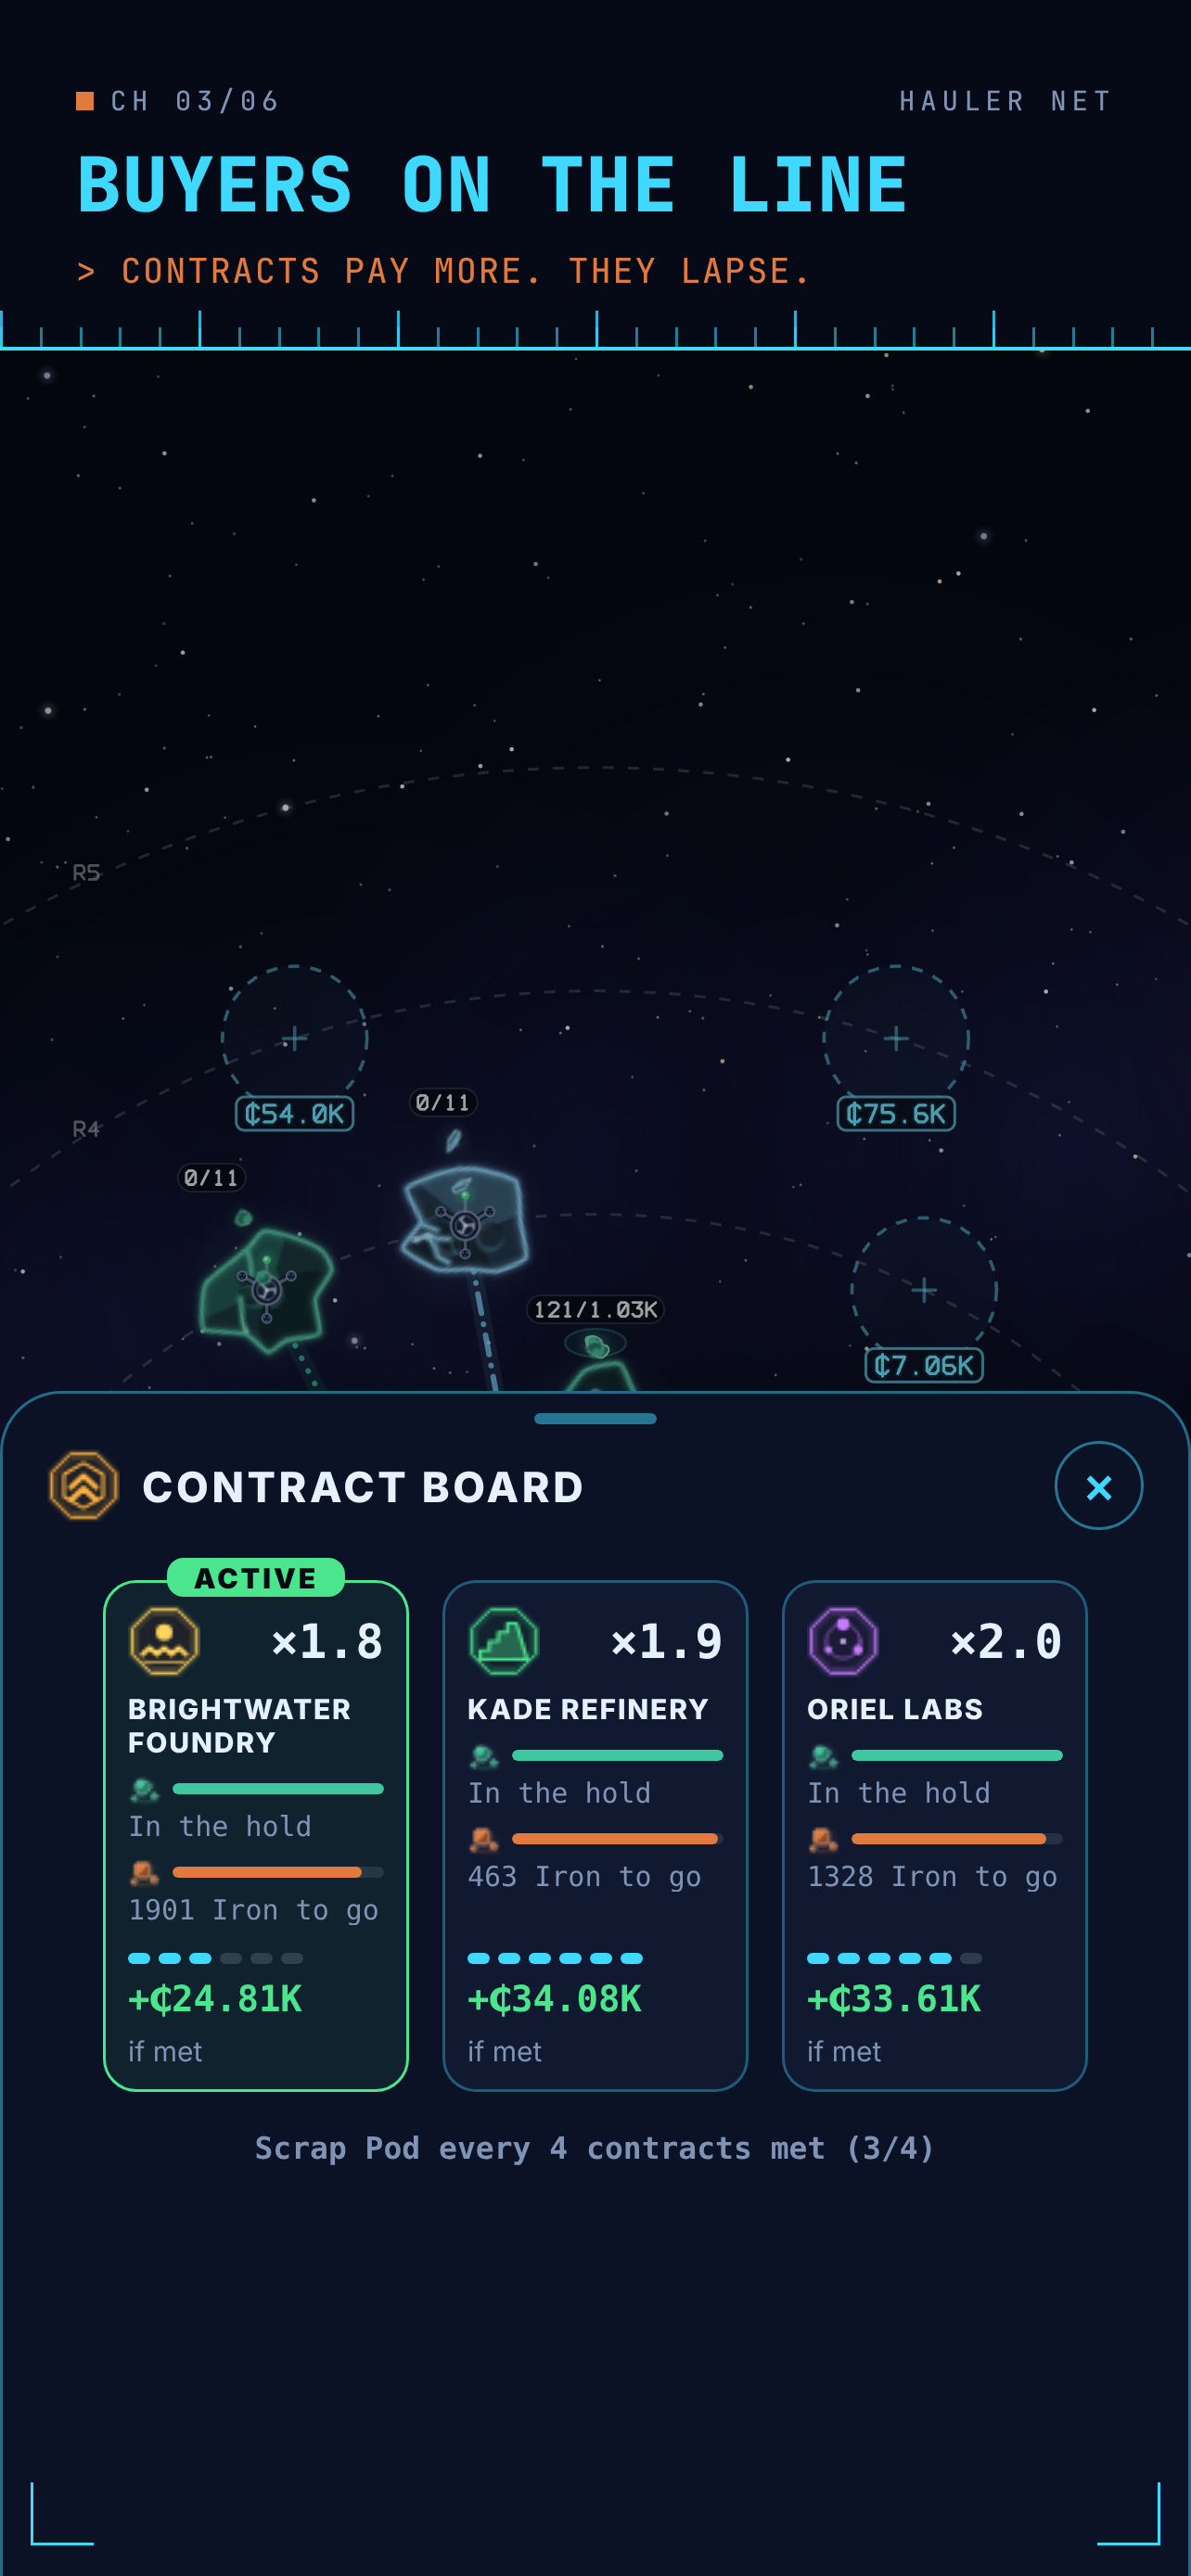 CH 03/06
HAULER NET
BUYERS ON THE LINE
> CONTRACTS PAY MORE. THEY LAPSE.
R5
₵54.0K
₵75.6K
0/11
R4
0/11
121/1.03K
₵7.06K
CONTRACT BOARD
×
ACTIVE
×1.8
BRIGHTWATER
FOUNDRY
In the hold
1901 Iron to go
+₵24.81K
if met
×1.9
KADE REFINERY
In the hold
463 Iron to go
+₵34.08K
if met
×2.0
ORIEL LABS
In the hold
1328 Iron to go
+₵33.61K
if met
Scrap Pod every 4 contracts met (3/4)